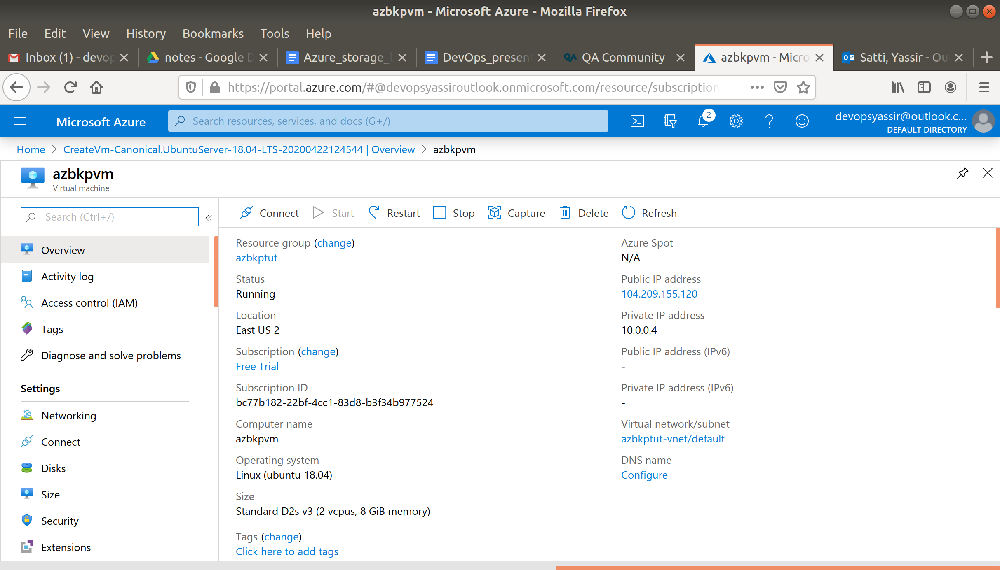 azbkpvm - Microsoft Azure - Mozilla Firefox
File Edit View History Bookmarks Tools Help
Inbox (1) - devop notes - Google D Azure_storage_b DevOps_present QA Community azbkpvm - Micro Satti, Yassir - Ou
https://portal.azure.com/#@devopsyassiroutlook.onmicrosoft.com/resource/subscription
Microsoft Azure
Search resources, services, and docs (G+/)
2
devopsyassir@outlook.c...
DEFAULT DIRECTORY
Home > CreateVm-Canonical.UbuntuServer-18.04-LTS-20200422124544 | Overview > azbkpvm
azbkpvm
Virtual machine
Search (Ctrl+/)
«
Overview
Activity log
Access control (IAM)
Tags
Diagnose and solve problems
Settings
Networking
Connect
Disks
Size
Security
Extensions
Connect Start Restart Stop Capture Delete Refresh
Resource group (change)
azbkptut
Status
Running
Location
East US 2
Subscription (change)
Free Trial
Subscription ID
bc77b182-22bf-4cc1-83d8-b3f34b977524
Computer name
azbkpvm
Operating system
Linux (ubuntu 18.04)
Size
Standard D2s v3 (2 vcpus, 8 GiB memory)
Tags (change)
Click here to add tags
Azure Spot
N/A
Public IP address
104.209.155.120
Private IP address
10.0.0.4
Public IP address (IPv6)
-
Private IP address (IPv6)
-
Virtual network/subnet
azbkptut-vnet/default
DNS name
Configure